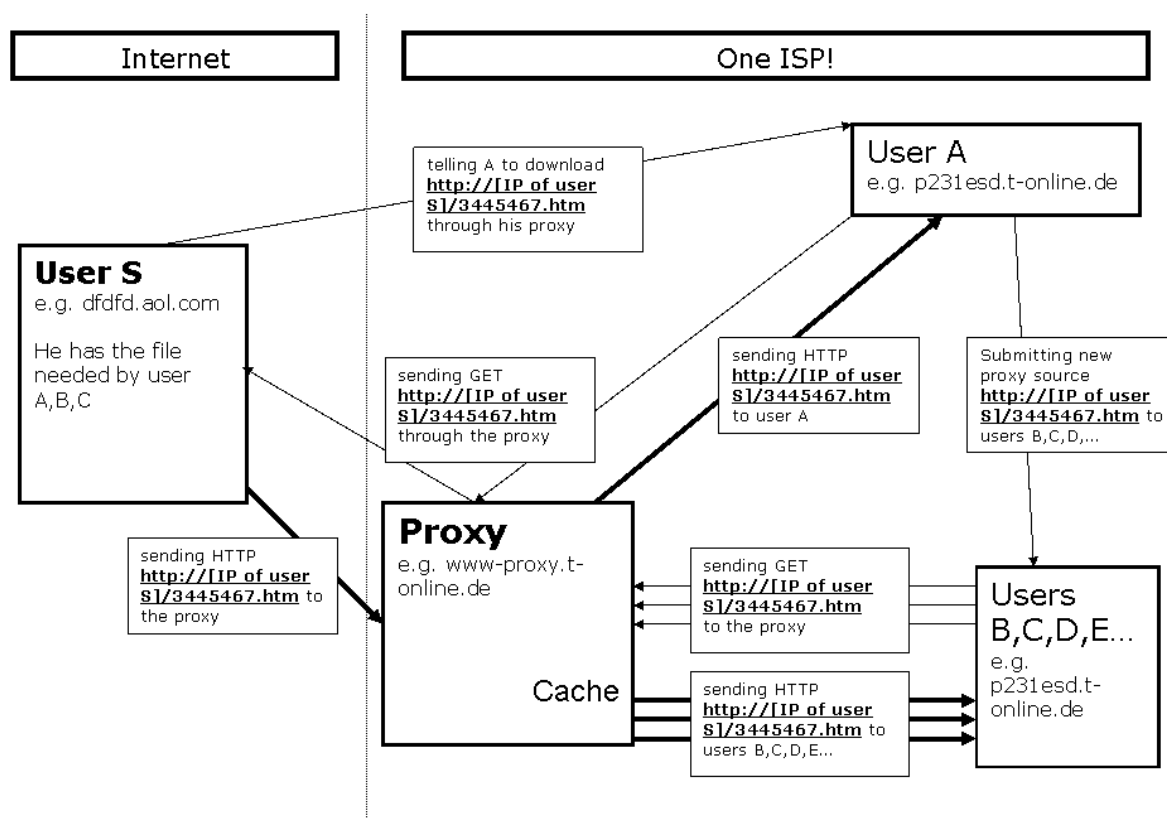 Internet
One ISP!
telling A to download
http://[IP of user
S]/3445467.htm
through his proxy
User A
e.g. p231esd.t-online.de
User S
e.g. dfdfd.aol.com
He has the file
needed by user
A,B,C
sending GET
http://[IP of user
S]/3445467.htm
through the proxy
sending HTTP
http://[IP of user
S]/3445467.htm
to user A
Submitting new
proxy source
http://[IP of user
S]/3445467.htm to
users B,C,D,...
sending HTTP
http://[IP of user
S]/3445467.htm to
the proxy
Proxy
e.g. www-proxy.t-
online.de
Cache
sending GET
http://[IP of user
S]/3445467.htm
to the proxy
sending HTTP
http://[IP of user
S]/3445467.htm to
users B,C,D,E...
Users
B,C,D,E...
e.g.
p231esd.t-
online.de